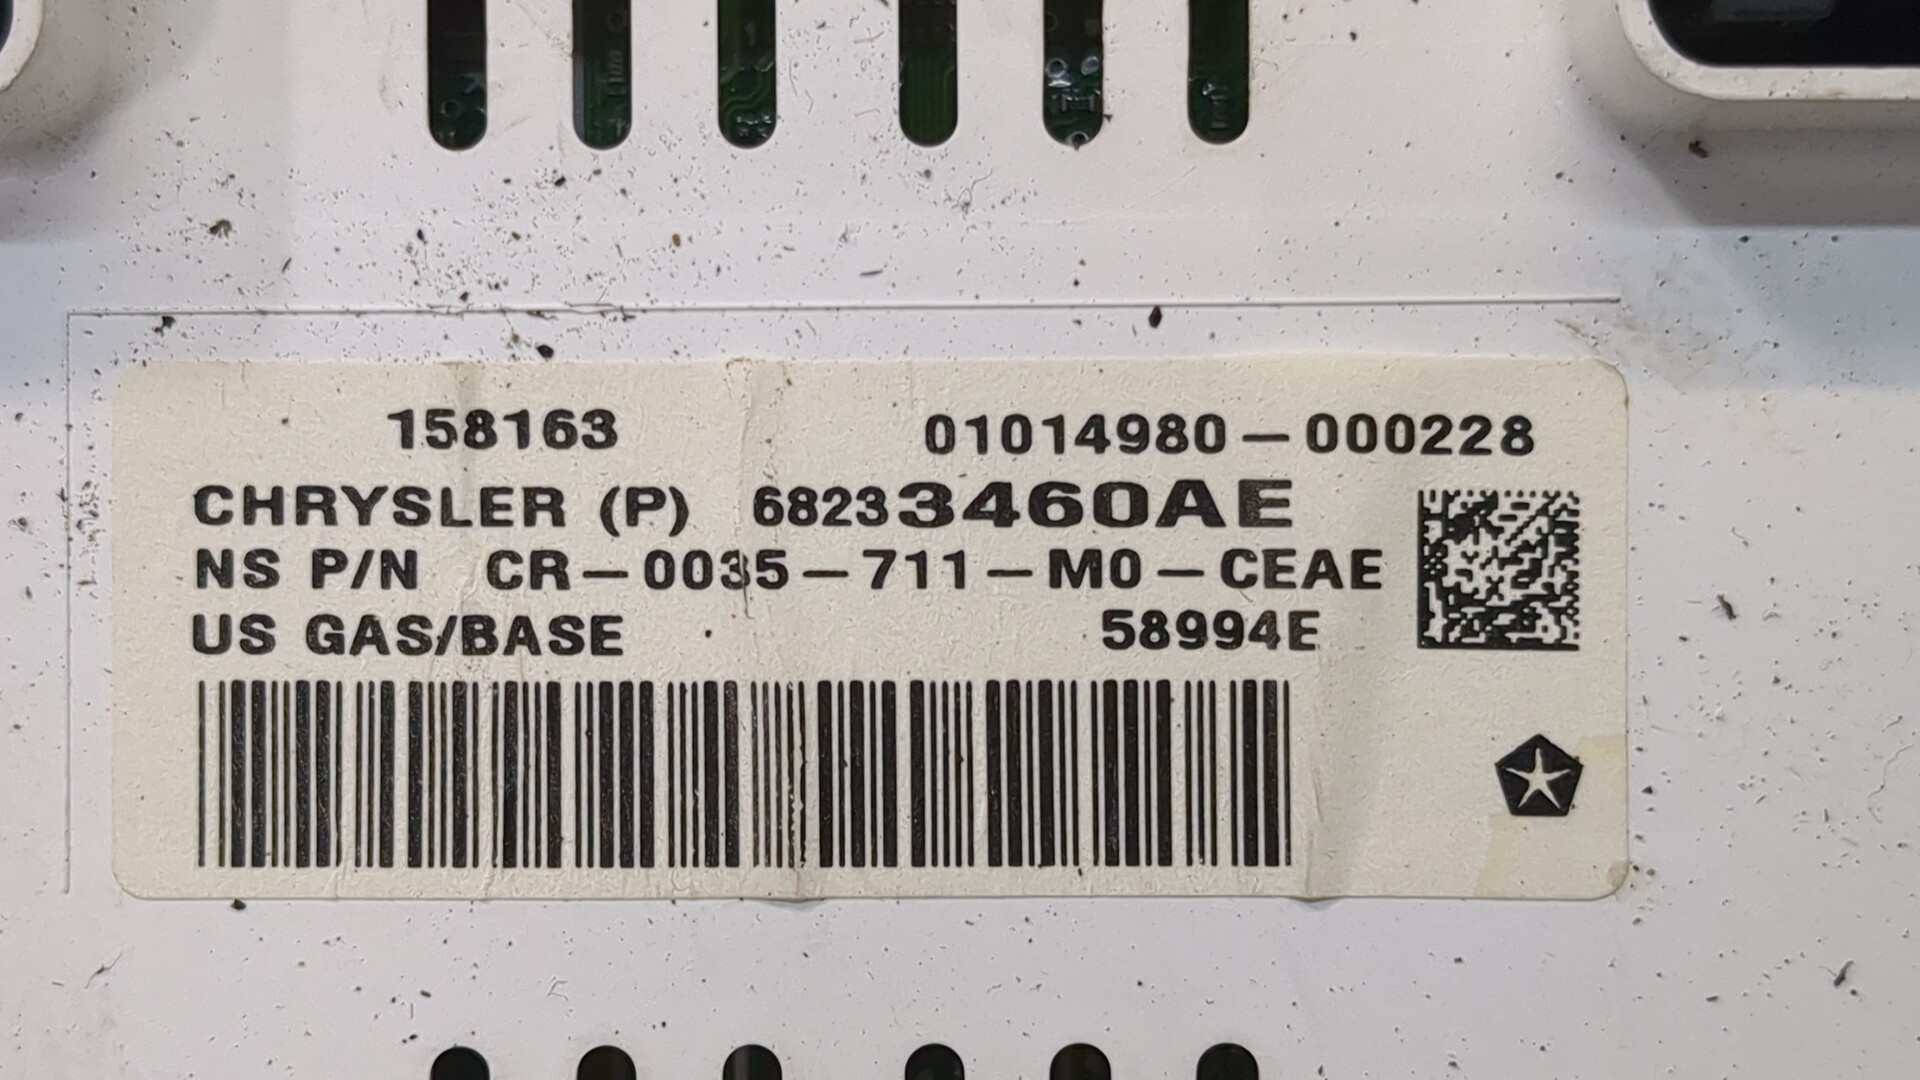 158163 01014980-000228
CHRYSLER (P) 68233460AE
NS P/N CR-0035-711-M0-CEAE
US GAS/BASE 58994E